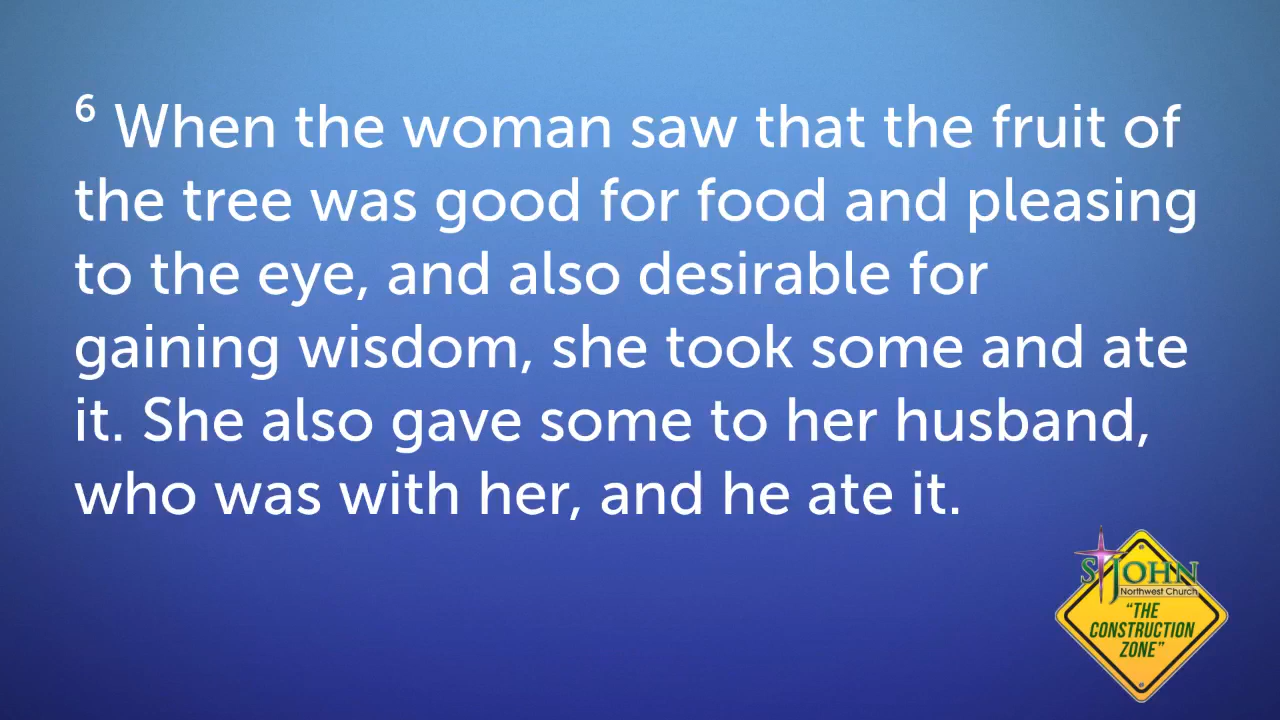 ⁶ When the woman saw that the fruit of
the tree was good for food and pleasing
to the eye, and also desirable for
gaining wisdom, she took some and ate
it. She also gave some to her husband,
who was with her, and he ate it.
St JOHN
Northwest Church
“THE
CONSTRUCTION
ZONE”